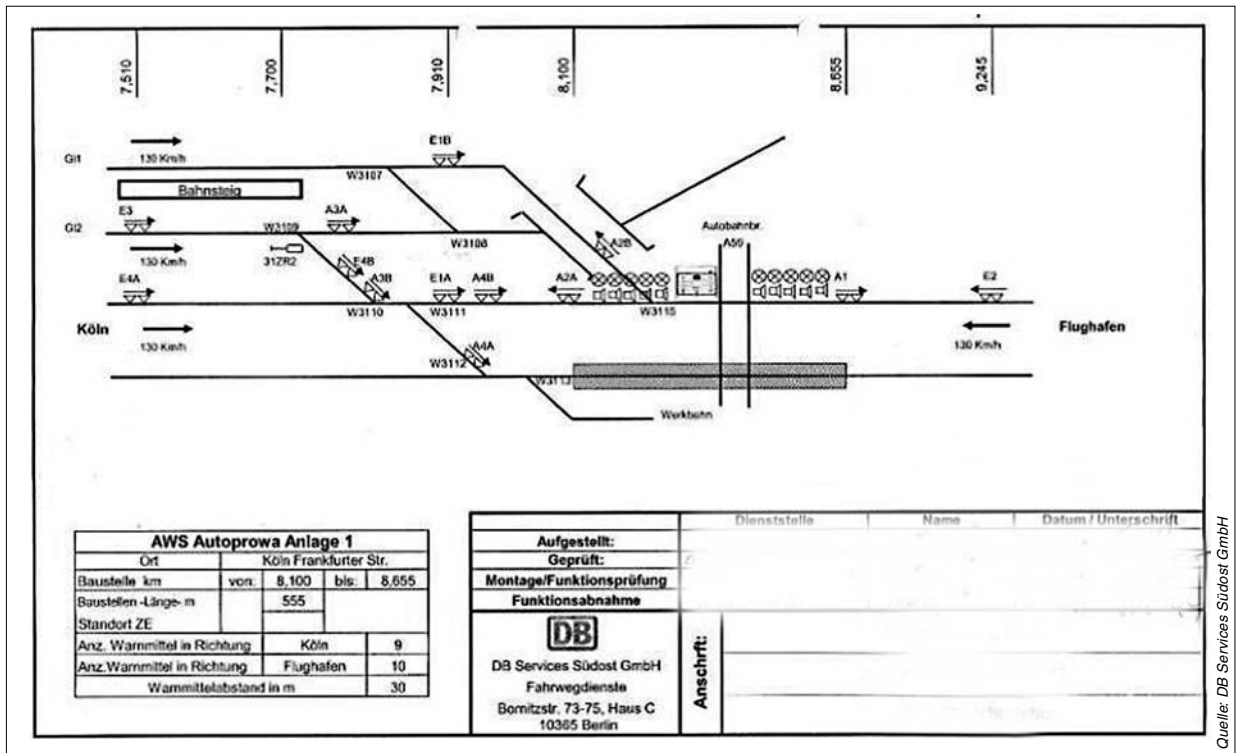 7,510
7,700
7,910
8,100
8,655
9,245
E1B
Gl1
130 Km/h
W3107
Bahnsteig
E3
A3A
Gl2
W3109
W3108
Autobahnbr.
A59
A2B
130 Km/h
31ZR2
E4B
A3B
E4A
E1A
A4B
A2A
A1
E2
W3110
W3111
W3115
Köln
130 Km/h
Flughafen
130 Km/h
A4A
W3112
W3113
Werkbahn
AWS Autoprowa Anlage 1
Ort Köln Frankfurter Str.
Baustelle km von: 8,100 bis: 8,655
Baustellen -Länge- m 555
Standort ZE
Anz. Warnmittel in Richtung Köln 9
Anz.Warnmittel in Richtung Flughafen 10
Warnmittelabstand in m 30
Dienststelle Name Datum / Unterschrift
Aufgestellt:
Geprüft:
Montage/Funktionsprüfung
Funktionsabnahme
DB
DB Services Südost GmbH
Fahrwegdienste
Bornitzstr. 73-75, Haus C
10365 Berlin
Anschrift:
Quelle: DB Services Südost GmbH